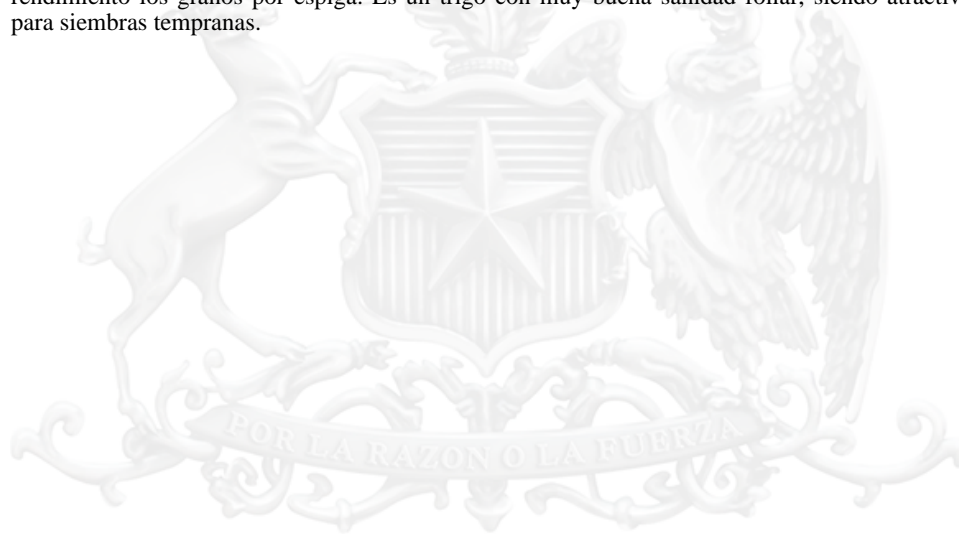 rendimiento los granos por espiga. Es un trigo con muy buena sanidad foliar, siendo
para siembras tempranas.
POR LA RAZON O LA FUERZA